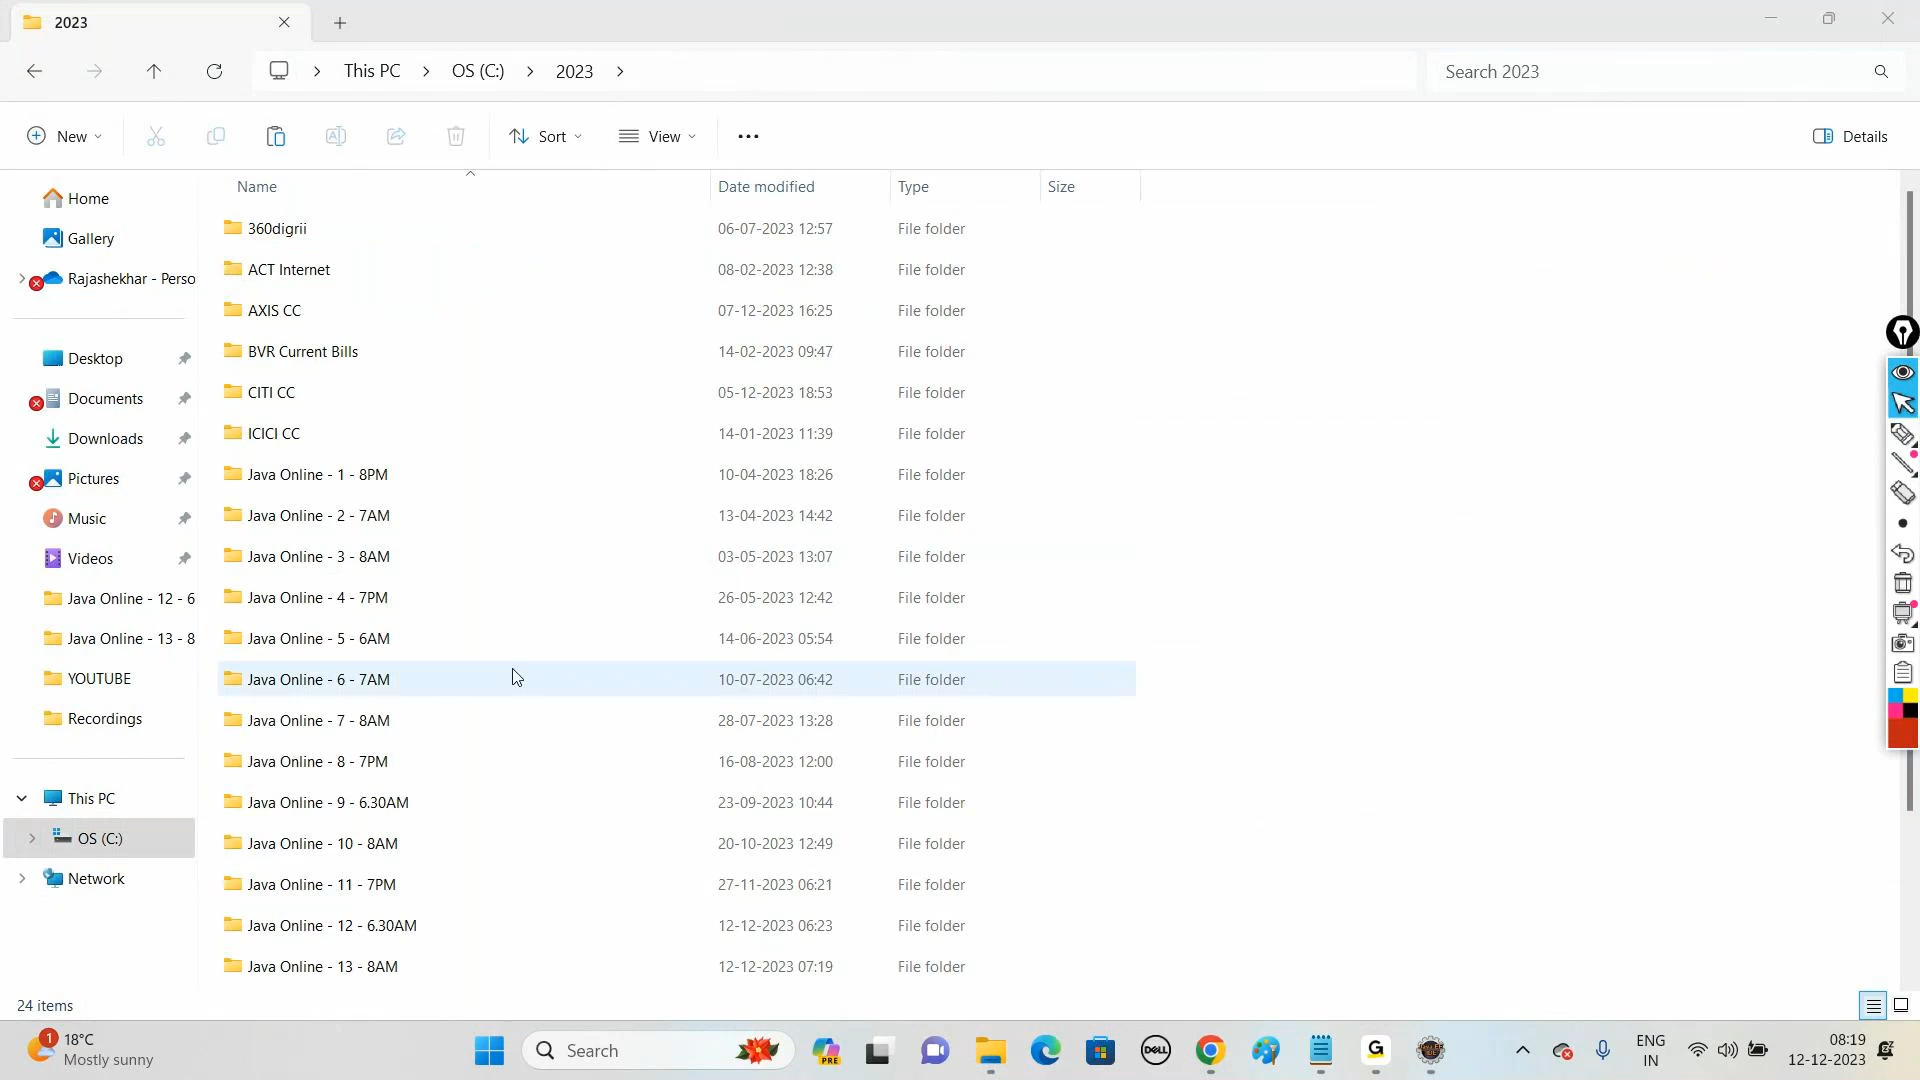 2023
This PC
OS (C:)
2023
Search 2023
New
Sort
View
Details
Name
Date modified
Type
Size
Home
Gallery
Rajashekhar - Perso
Desktop
Documents
Downloads
Pictures
Music
Videos
Java Online - 12 - 6
Java Online - 13 - 8
YOUTUBE
Recordings
This PC
OS (C:)
Network
360digrii 06-07-2023 12:57 File folder
ACT Internet 08-02-2023 12:38 File folder
AXIS CC 07-12-2023 16:25 File folder
BVR Current Bills 14-02-2023 09:47 File folder
CITI CC 05-12-2023 18:53 File folder
ICICI CC 14-01-2023 11:39 File folder
Java Online - 1 - 8PM 10-04-2023 18:26 File folder
Java Online - 2 - 7AM 13-04-2023 14:42 File folder
Java Online - 3 - 8AM 03-05-2023 13:07 File folder
Java Online - 4 - 7PM 26-05-2023 12:42 File folder
Java Online - 5 - 6AM 14-06-2023 05:54 File folder
Java Online - 6 - 7AM 10-07-2023 06:42 File folder
Java Online - 7 - 8AM 28-07-2023 13:28 File folder
Java Online - 8 - 7PM 16-08-2023 12:00 File folder
Java Online - 9 - 6.30AM 23-09-2023 10:44 File folder
Java Online - 10 - 8AM 20-10-2023 12:49 File folder
Java Online - 11 - 7PM 27-11-2023 06:21 File folder
Java Online - 12 - 6.30AM 12-12-2023 06:23 File folder
Java Online - 13 - 8AM 12-12-2023 07:19 File folder
24 items
1
18°C
Mostly sunny
Search
PRE
DELL
G
ENG
IN
08:19
12-12-2023